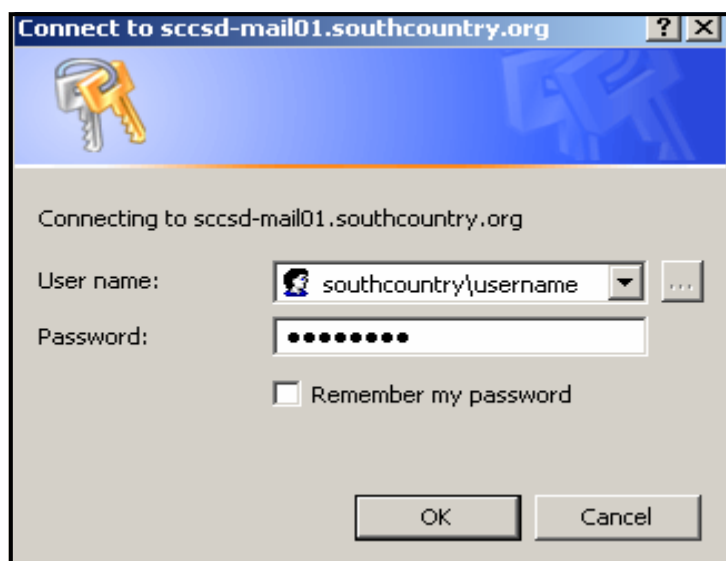 Connect to sccsd-mail01.southcountry.org
Connecting to sccsd-mail01.southcountry.org
User name: southcountry\username ...
Password: ●●●●●●●●
Remember my password
OK Cancel